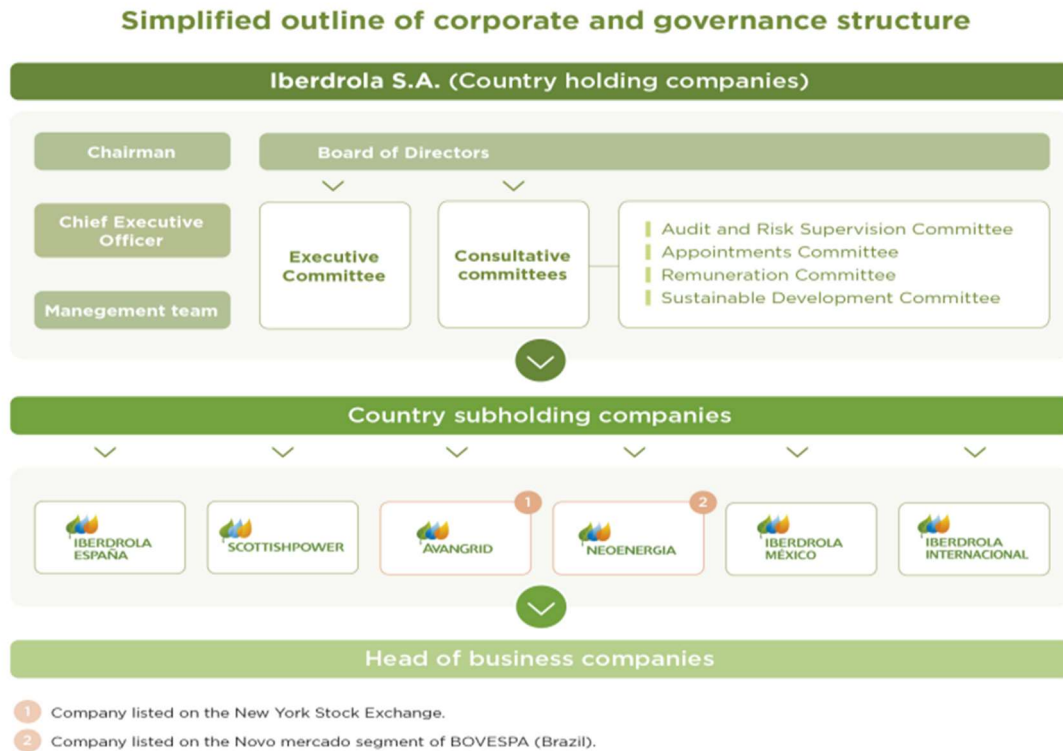 Simplified outline of corporate and governance structure
Iberdrola S.A. (Country holding companies)
Chairman
Board of Directors
Chief Executive
Officer
Manegement team
Executive
Committee
Consultative
committees
Audit and Risk Supervision Committee
Appointments Committee
Remuneration Committee
Sustainable Development Committee
Country subholding companies
IBERDROLA
ESPAÑA
SCOTTISHPOWER
1
AVANGRID
2
NEOENERGIA
IBERDROLA
MÉXICO
IBERDROLA
INTERNACIONAL
Head of business companies
1 Company listed on the New York Stock Exchange.
2 Company listed on the Novo mercado segment of BOVESPA (Brazil).